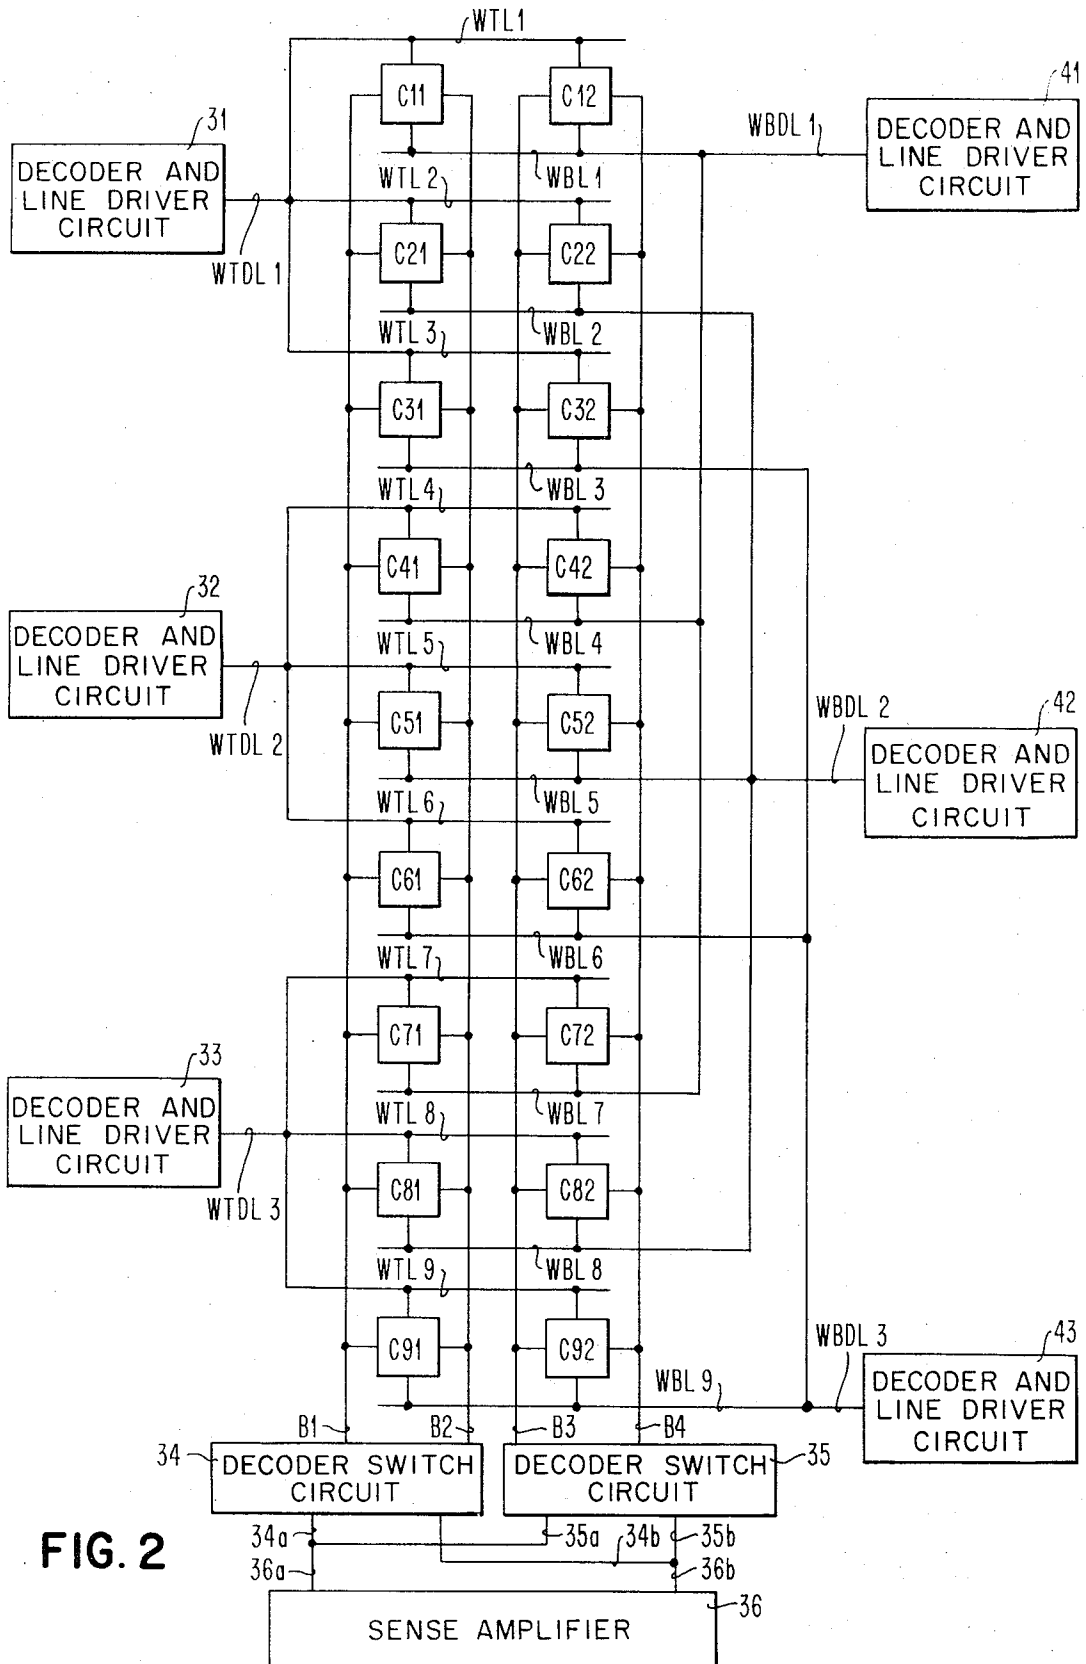 WTL1
C11
C12
41
DECODER AND
LINE DRIVER
CIRCUIT
WBDL 1
31
DECODER AND
LINE DRIVER
CIRCUIT
WTL 2
WBL 1
C21
C22
WTDL 1
WTL 3
WBL 2
C31
C32
WTL 4
WBL 3
C41
C42
32
DECODER AND
LINE DRIVER
CIRCUIT
WTL 5
WBL 4
C51
C52
WTDL 2
WBDL 2
42
DECODER AND
LINE DRIVER
CIRCUIT
WTL 6
WBL 5
C61
C62
WTL 7
WBL 6
C71
C72
33
DECODER AND
LINE DRIVER
CIRCUIT
WTL 8
WBL 7
C81
C82
WTDL 3
WTL 9
WBL 8
C91
C92
WBL 9
WBDL 3
43
DECODER AND
LINE DRIVER
CIRCUIT
B1
B2
B3
B4
34
DECODER SWITCH
CIRCUIT
DECODER SWITCH
CIRCUIT
35
34a
35a
34b
35b
36a
36b
FIG. 2
36
SENSE AMPLIFIER